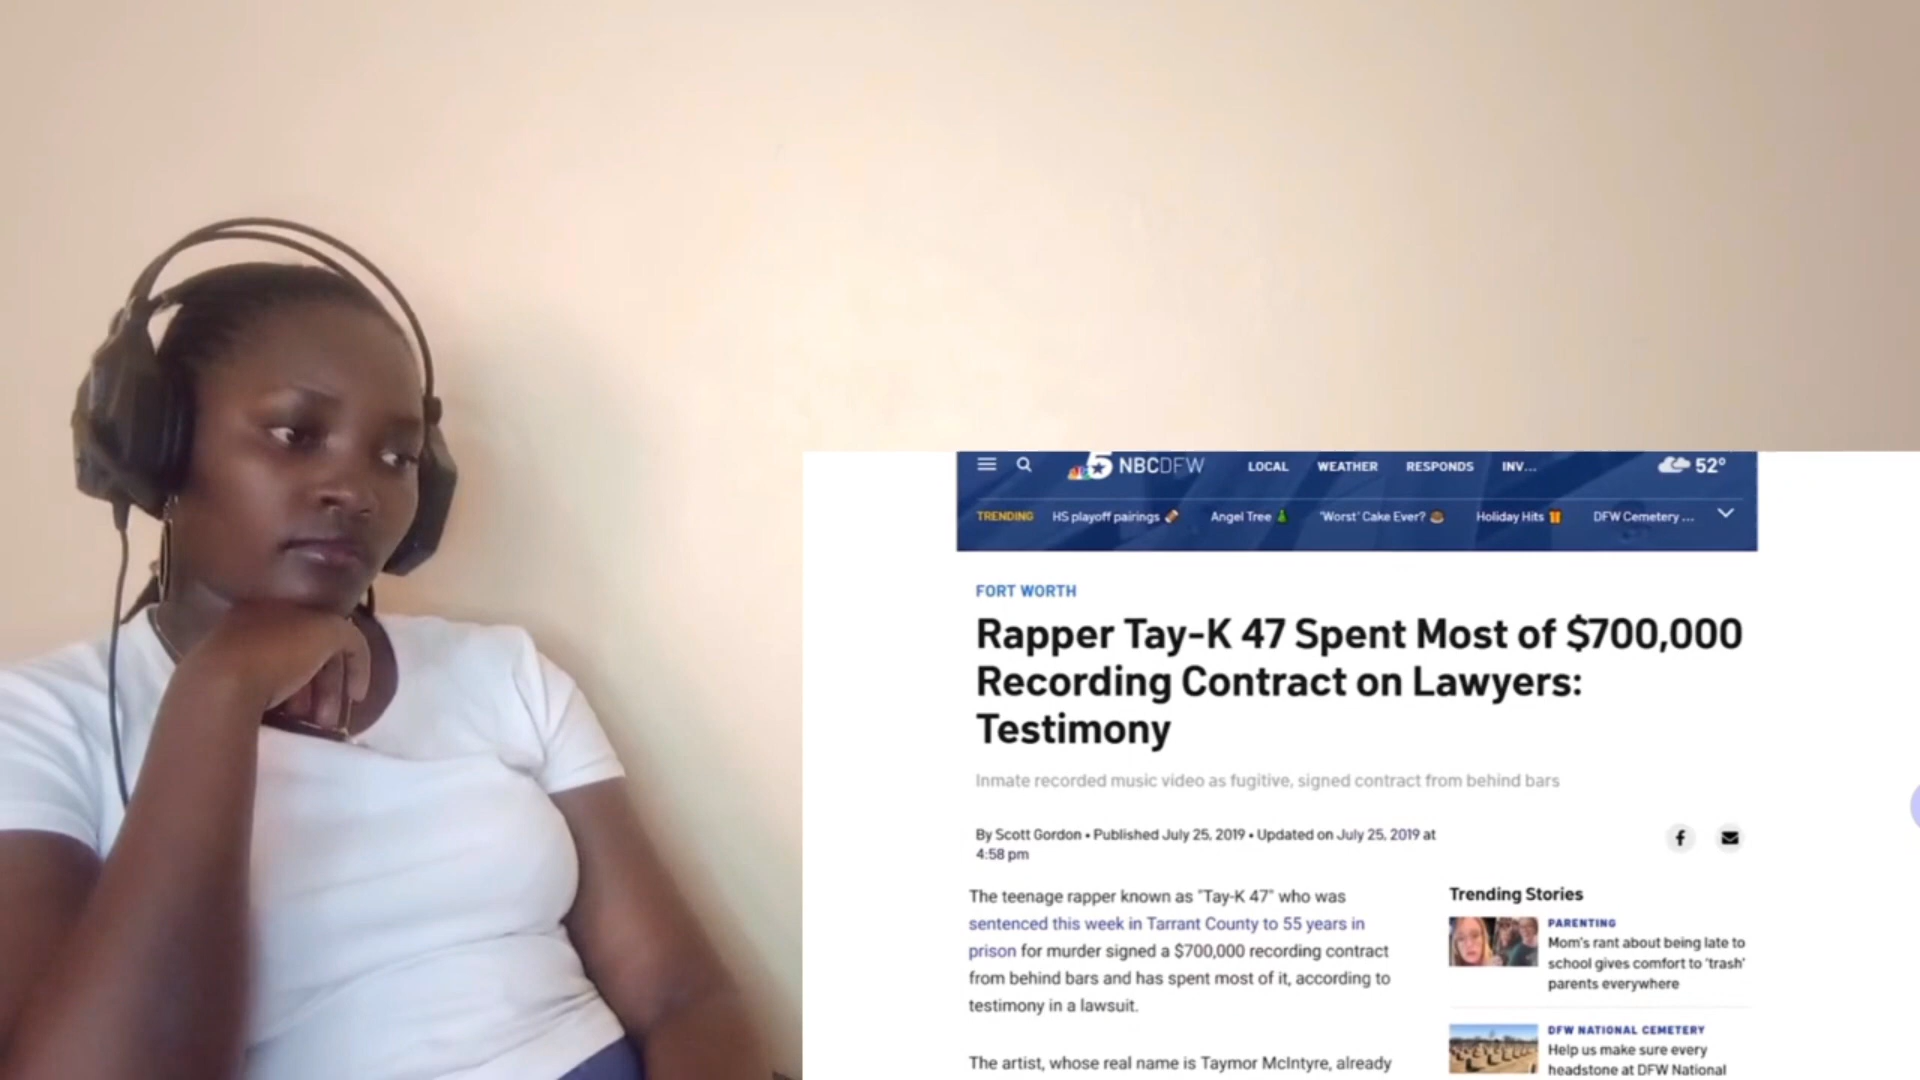 5 NBCDFW LOCAL WEATHER RESPONDS INV... 52°
TRENDING HS playoff pairings Angel Tree 'Worst' Cake Ever? Holiday Hits DFW Cemetery ...
FORT WORTH
Rapper Tay-K 47 Spent Most of $700,000
Recording Contract on Lawyers:
Testimony
Inmate recorded music video as fugitive, signed contract from behind bars
By Scott Gordon • Published July 25, 2019 • Updated on July 25, 2019 at
4:58 pm
The teenage rapper known as "Tay-K 47" who was
sentenced this week in Tarrant County to 55 years in
prison for murder signed a $700,000 recording contract
from behind bars and has spent most of it, according to
testimony in a lawsuit.
The artist, whose real name is Taymor McIntyre, already
Trending Stories
PARENTING
Mom's rant about being late to
school gives comfort to 'trash'
parents everywhere
DFW NATIONAL CEMETERY
Help us make sure every
headstone at DFW National